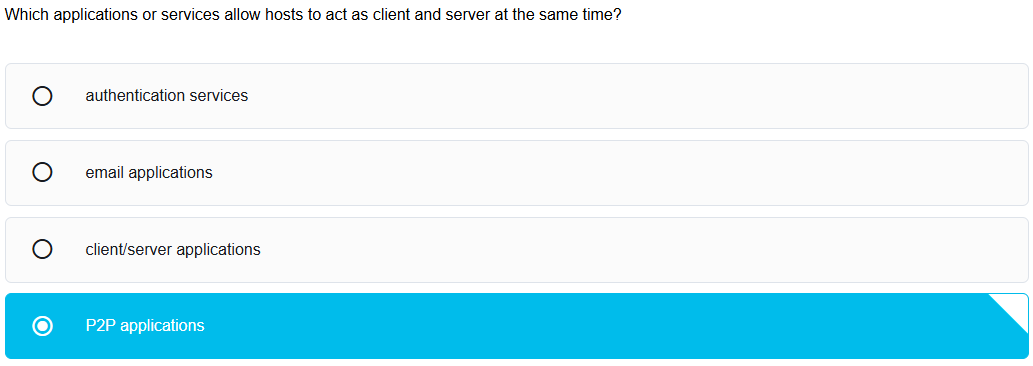 Which applications or services allow hosts to act as client and server at the same time?
authentication services
email applications
client/server applications
P2P applications